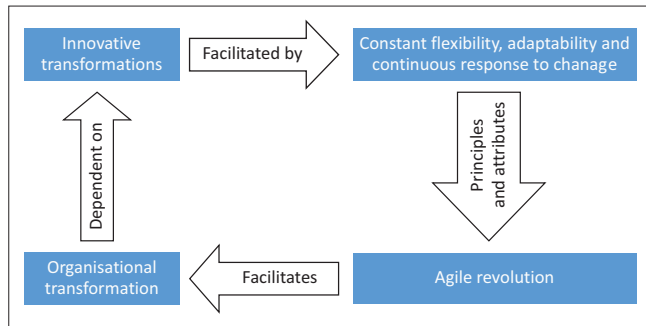 Innovative
transformations
Facilitated by
Constant flexibility, adaptability and
continuous response to chanage
Principles
and attributes
Agile revolution
Facilitates
Organisational
transformation
Dependent on